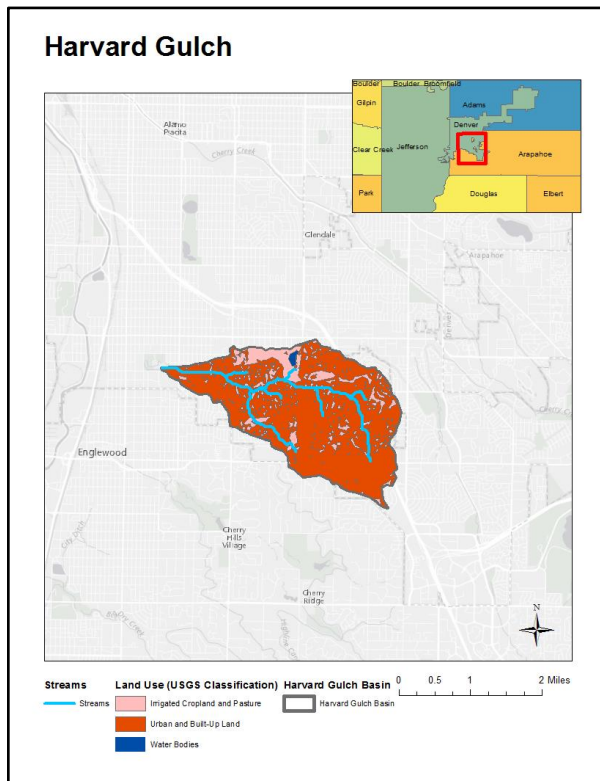 Harvard Gulch
Boulder
Boulder
Broomfield
Gilpin
Adams
Denver
Clear Creek
Jefferson
Arapahoe
Park
Douglas
Elbert
Alamo
Placita
Cherry Creek
Glendale
Arapahoe
Denver
Englewood
Cherry
Hills
Village
City Ditch
Cherry
Ridge
N
Streams
Streams
Land Use (USGS Classification)
Irrigated Cropland and Pasture
Urban and Built-Up Land
Water Bodies
Harvard Gulch Basin
Harvard Gulch Basin
0 0.5 1 2 Miles